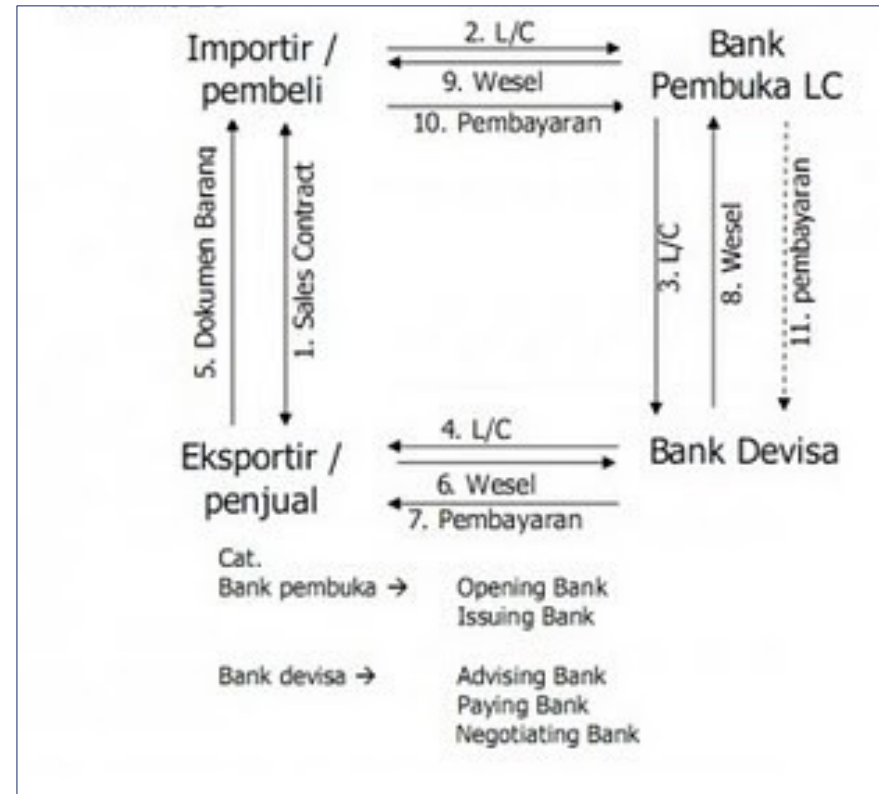 Importir /
pembeli
2. L/C
9. Wesel
10. Pembayaran
Bank
Pembuka LC
5. Dokumen Barang
1. Sales Contract
3. L/C
8. Wesel
11. pembayaran
Eksportir /
penjual
4. L/C
6. Wesel
7. Pembayaran
Bank Devisa
Cat.
Bank pembuka → Opening Bank
Issuing Bank
Bank devisa → Advising Bank
Paying Bank
Negotiating Bank